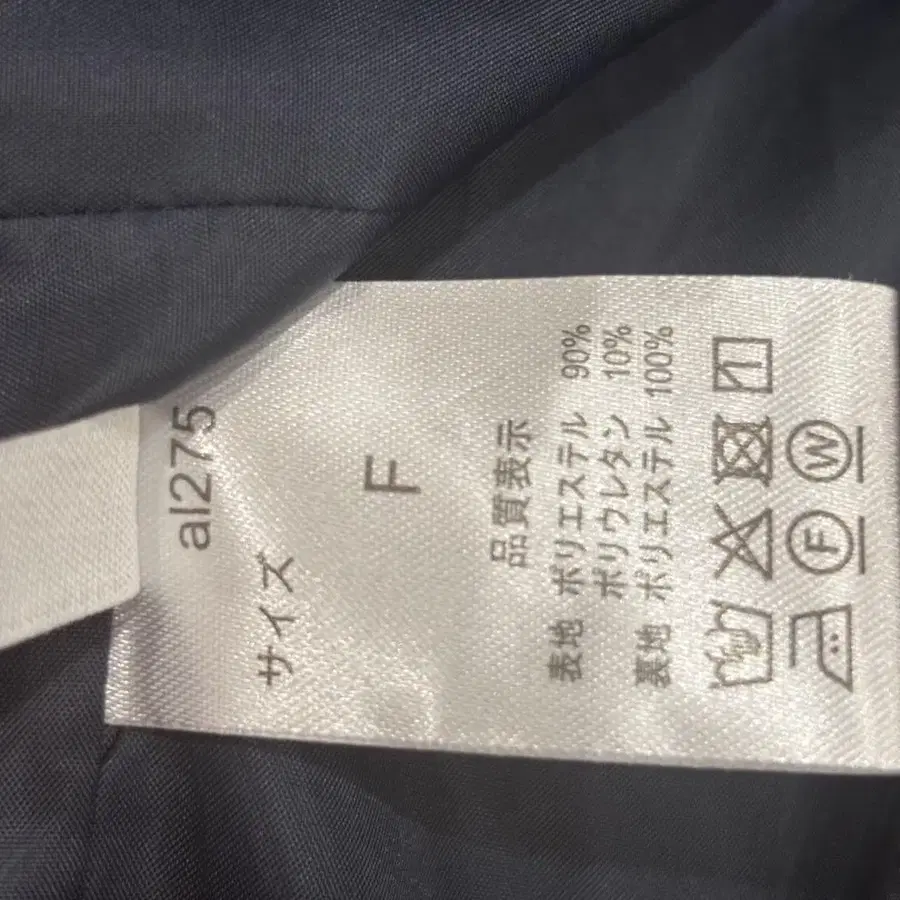 al275
サイズ
F
品質表示
表地 ポリエステル 90%
ポリウレタン 10%
裏地 ポリエステル 100%
F W